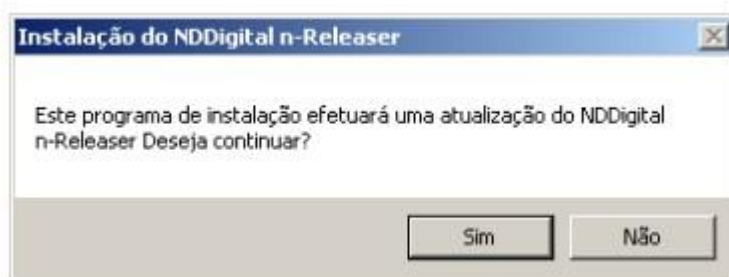 Instalação do NDDigital n-Releaser
Este programa de instalação efetuará uma atualização do NDDigital
n-Releaser Deseja continuar?
Sim
Não